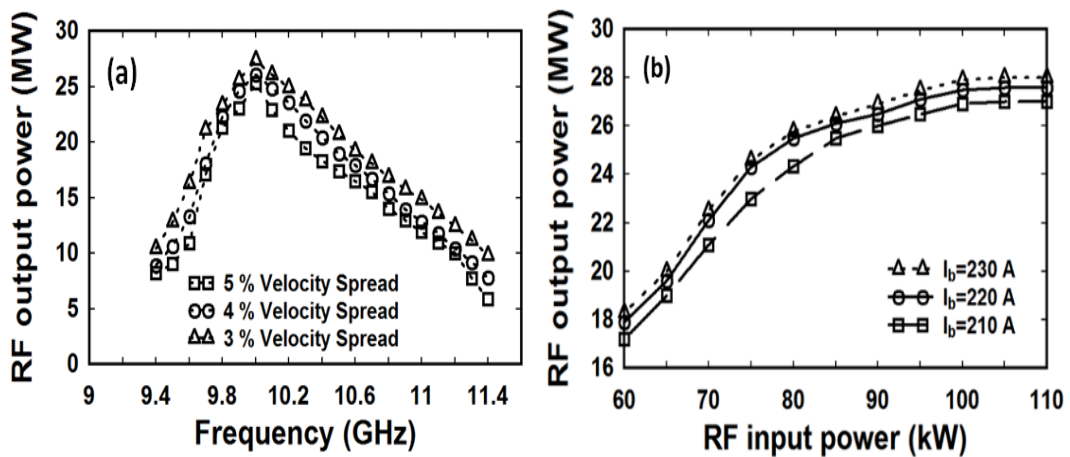 (a)
RF output power (MW)
30
25
20
15
10
5
0
5 % Velocity Spread
4 % Velocity Spread
3 % Velocity Spread
9 9.4 9.8 10.2 10.6 11 11.4
Frequency (GHz)
(b)
RF output power (MW)
30
28
26
24
22
20
18
16
Ib=230 A
Ib=220 A
Ib=210 A
60 70 80 90 100 110
RF input power (kW)